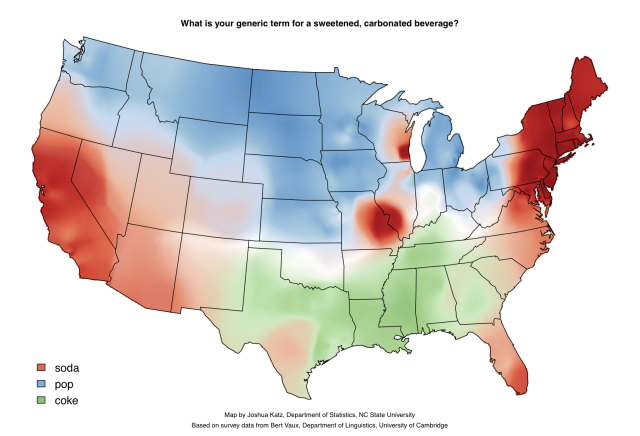 What is your generic term for a sweetened, carbonated beverage?
soda
pop
coke
Map by Joshua Katz, Department of Statistics, NC State University
Based on survey data from Bert Vaux, Department of Linguistics, University of Cambridge